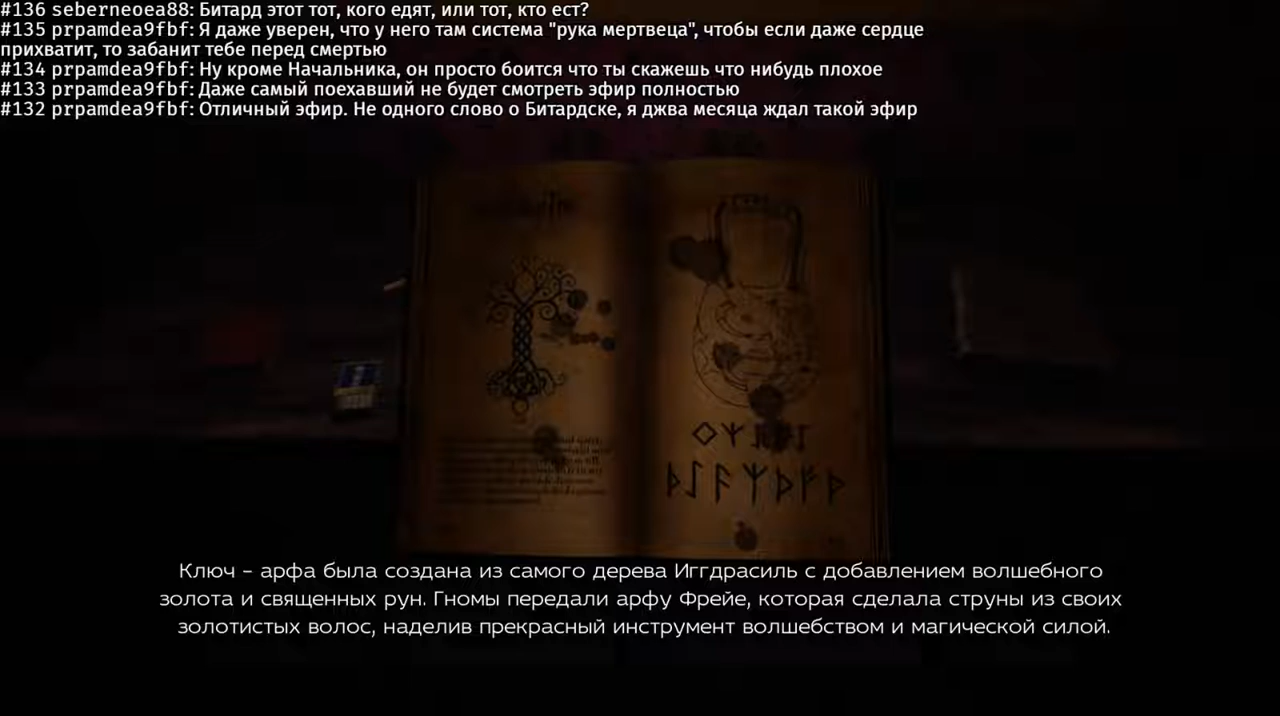 #136 seberneoea88: Битард этот тот, кого едят, или тот, кто ест?
#135 prpamdea9fbf: Я даже уверен, что у него там система "рука мертвеца", чтобы если даже сердце
прихватит, то забанит тебе перед смертью
#134 prpamdea9fbf: Ну кроме Начальника, он просто боится что ты скажешь что нибудь плохое
#133 prpamdea9fbf: Даже самый поехавший не будет смотреть эфир полностью
#132 prpamdea9fbf: Отличный эфир. Не одного слово о Битардске, я джва месяца ждал такой эфир
Ключ – арфа была создана из самого дерева Иггдрасиль с добавлением волшебного
золота и священных рун. Гномы передали арфу Фрейе, которая сделала струны из своих
золотистых волос, наделив прекрасный инструмент волшебством и магической силой.